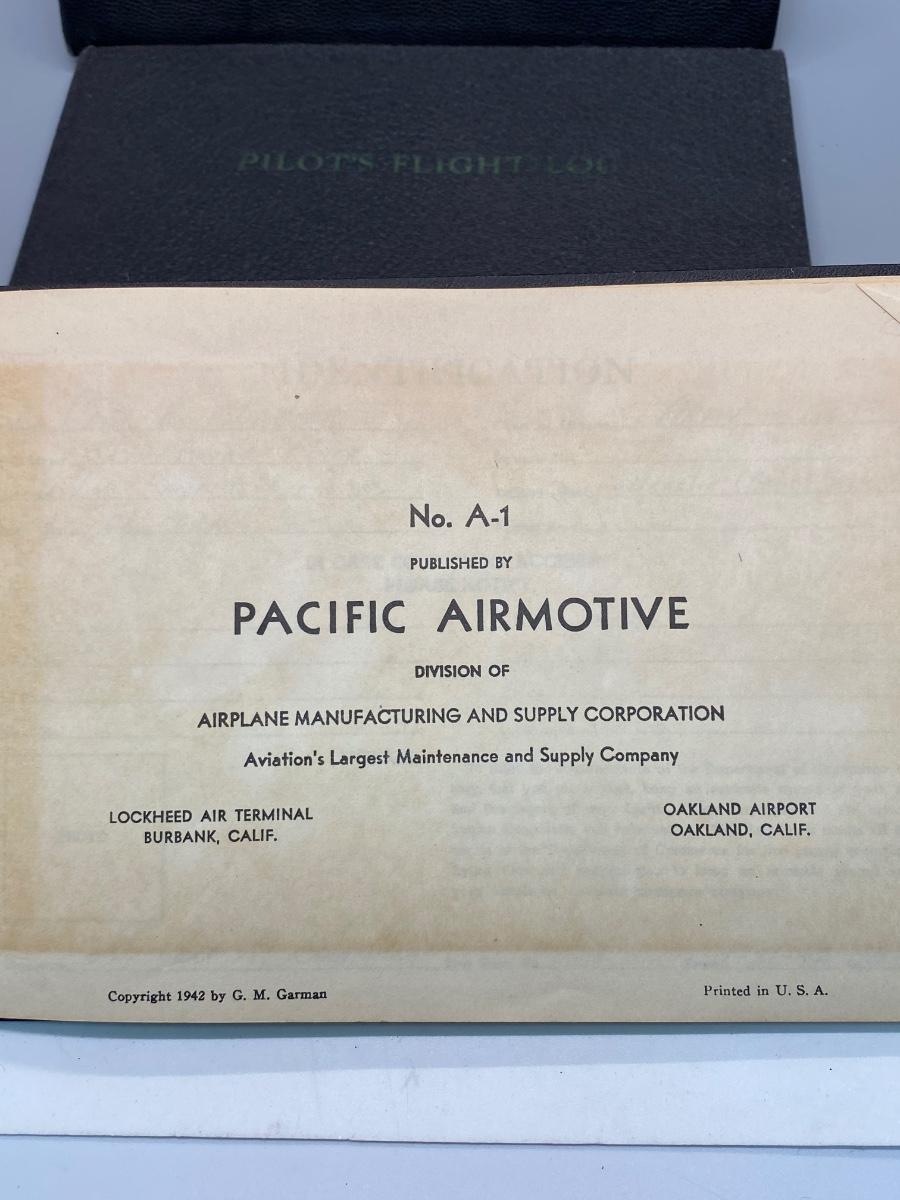 PILOT'S FLIGHT LOG
IDENTIFICATION
No. A-1
PUBLISHED BY
PACIFIC AIRMOTIVE
DIVISION OF
AIRPLANE MANUFACTURING AND SUPPLY CORPORATION
Aviation's Largest Maintenance and Supply Company
LOCKHEED AIR TERMINAL
BURBANK, CALIF.
OAKLAND AIRPORT
OAKLAND, CALIF.
Copyright 1942 by G. M. Garman
Printed in U. S. A.